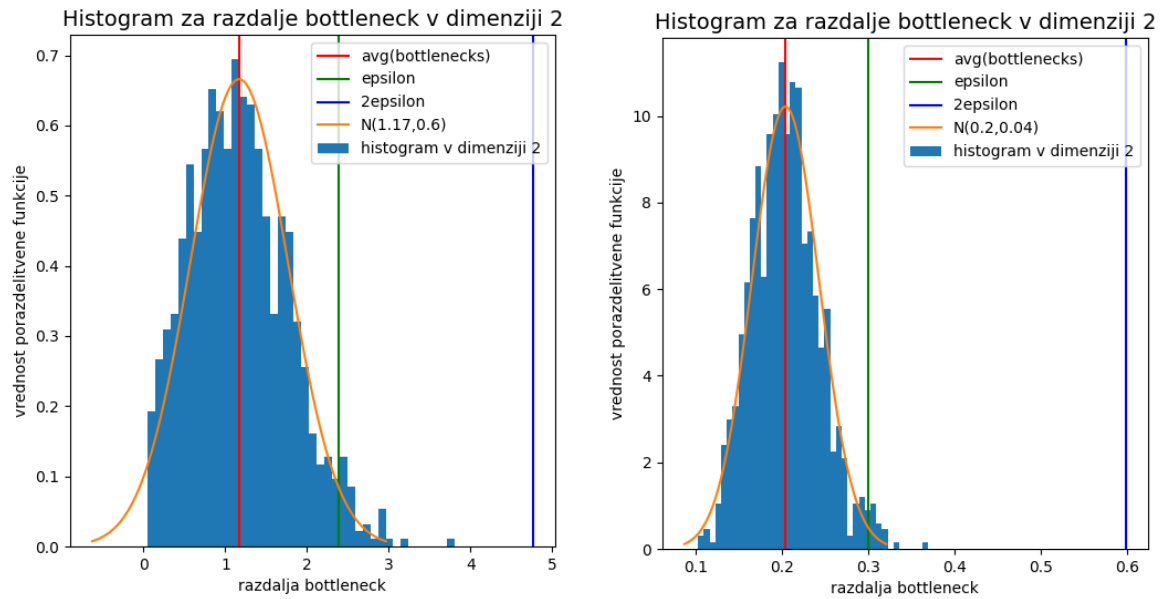 Histogram za razdalje bottleneck v dimenziji 2
0.7
0.6
0.5
0.4
0.3
0.2
0.1
0.0
vrednost porazdelitvene funkcije
avg(bottlenecks)
epsilon
2epsilon
N(1.17,0.6)
histogram v dimenziji 2
0 1 2 3 4 5
razdalja bottleneck
Histogram za razdalje bottleneck v dimenziji 2
10
8
6
4
2
0
vrednost porazdelitvene funkcije
avg(bottlenecks)
epsilon
2epsilon
N(0.2,0.04)
histogram v dimenziji 2
0.1 0.2 0.3 0.4 0.5 0.6
razdalja bottleneck